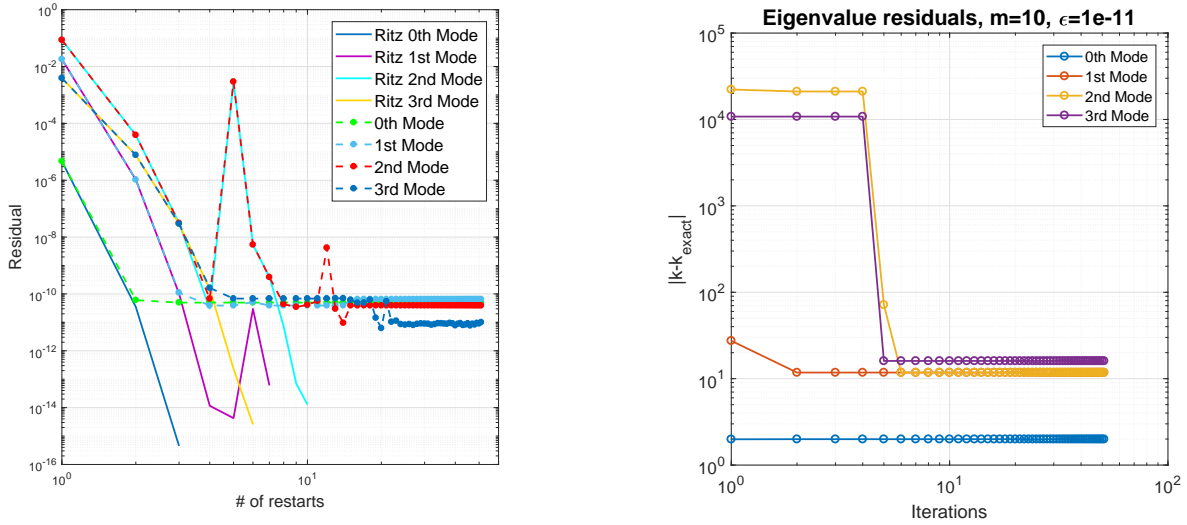 10^0
10^-2
10^-4
10^-6
10^-8
10^-10
10^-12
10^-14
10^-16
Residual
10^0
10^1
# of restarts
Ritz 0th Mode
Ritz 1st Mode
Ritz 2nd Mode
Ritz 3rd Mode
0th Mode
1st Mode
2nd Mode
3rd Mode
Eigenvalue residuals, m=10, ϵ=1e-11
10^5
10^4
10^3
10^2
10^1
10^0
|k-k_exact|
10^0
10^1
10^2
Iterations
0th Mode
1st Mode
2nd Mode
3rd Mode